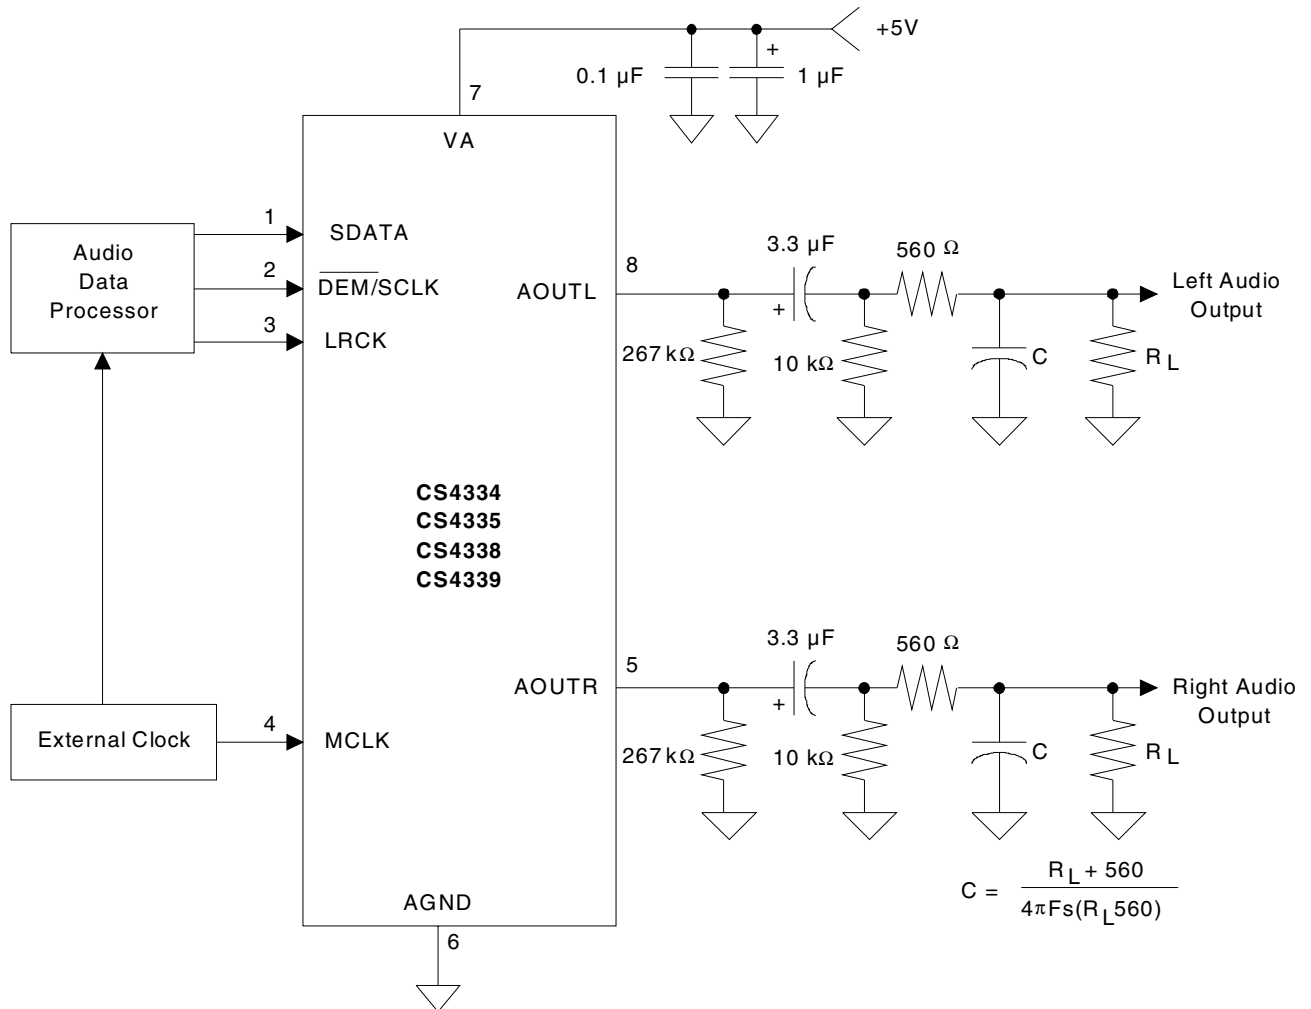 +5V
0.1 µF
+
1 µF
7
VA
Audio
Data
Processor
1
SDATA
2
DEM/SCLK
3
LRCK
8
AOUTL
3.3 µF
+
560 Ω
267 kΩ
10 kΩ
C
R L
Left Audio
Output
CS4334
CS4335
CS4338
CS4339
External Clock
4
MCLK
5
AOUTR
3.3 µF
+
560 Ω
267 kΩ
10 kΩ
C
R L
Right Audio
Output
AGND
6
C = R L + 560
4πFs(R L 560)